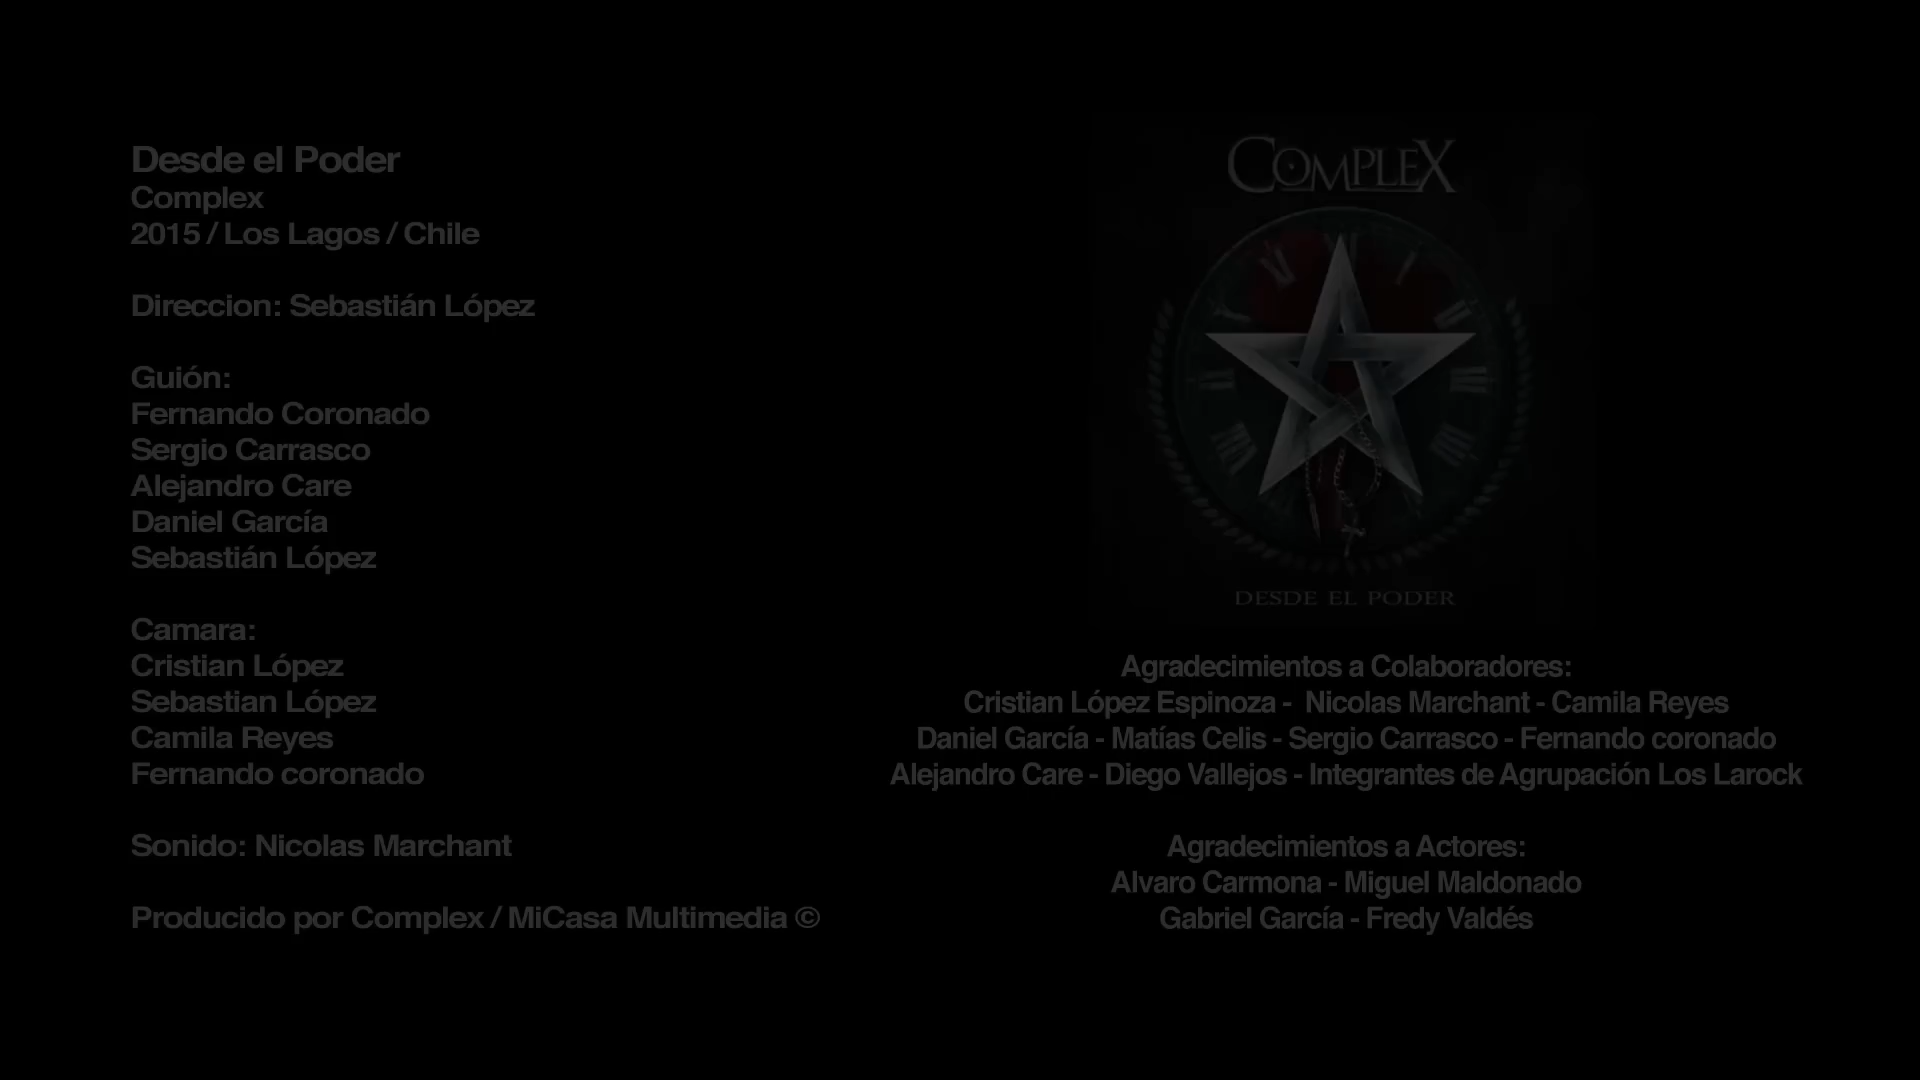 Desde el Poder
Complex
2015 / Los Lagos / Chile
Direccion: Sebastián López
Guión:
Fernando Coronado
Sergio Carrasco
Alejandro Care
Daniel García
Sebastián López
Camara:
Cristian López
Sebastian López
Camila Reyes
Fernando coronado
Sonido: Nicolas Marchant
Producido por Complex / MiCasa Multimedia ©
COMPLEX
DESDE EL PODER
Agradecimientos a Colaboradores:
Cristian López Espinoza - Nicolas Marchant - Camila Reyes
Daniel García - Matías Celis - Sergio Carrasco - Fernando coronado
Alejandro Care - Diego Vallejos - Integrantes de Agrupación Los Larock
Agradecimientos a Actores:
Alvaro Carmona - Miguel Maldonado
Gabriel García - Fredy Valdés